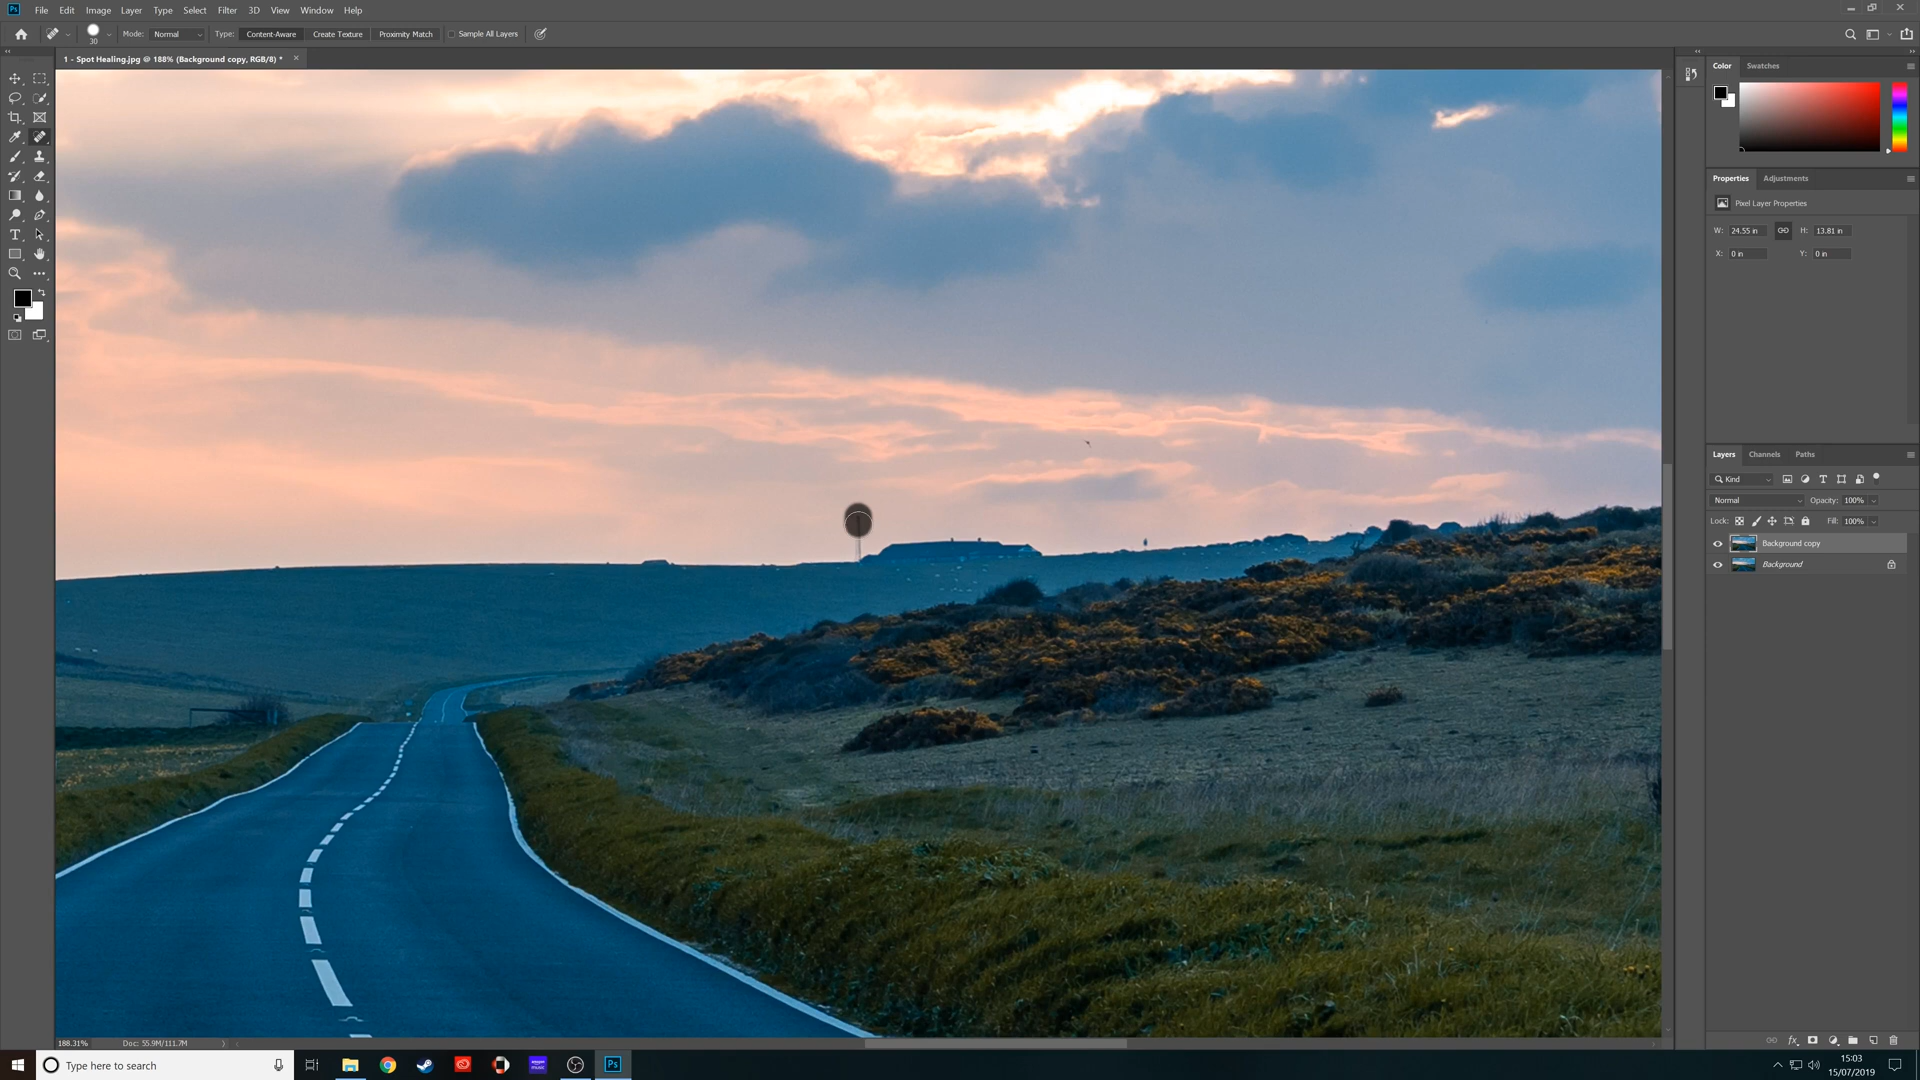 Ps File Edit Image Layer Type Select Filter 3D View Window Help
30 Mode: Normal Type: Content-Aware Create Texture Proximity Match Sample All Layers
1 - Spot Healing.jpg @ 188% (Background copy, RGB/8) *
Color Swatches
Properties Adjustments
Pixel Layer Properties
W: 24.55 in H: 13.81 in
X: 0 in Y: 0 in
Layers Channels Paths
Kind
Normal Opacity: 100%
Lock: Fill: 100%
Background copy
Background
188.31% Doc: 55.9M/111.7M
Type here to search
amazon music
Ps
15:03
15/07/2019